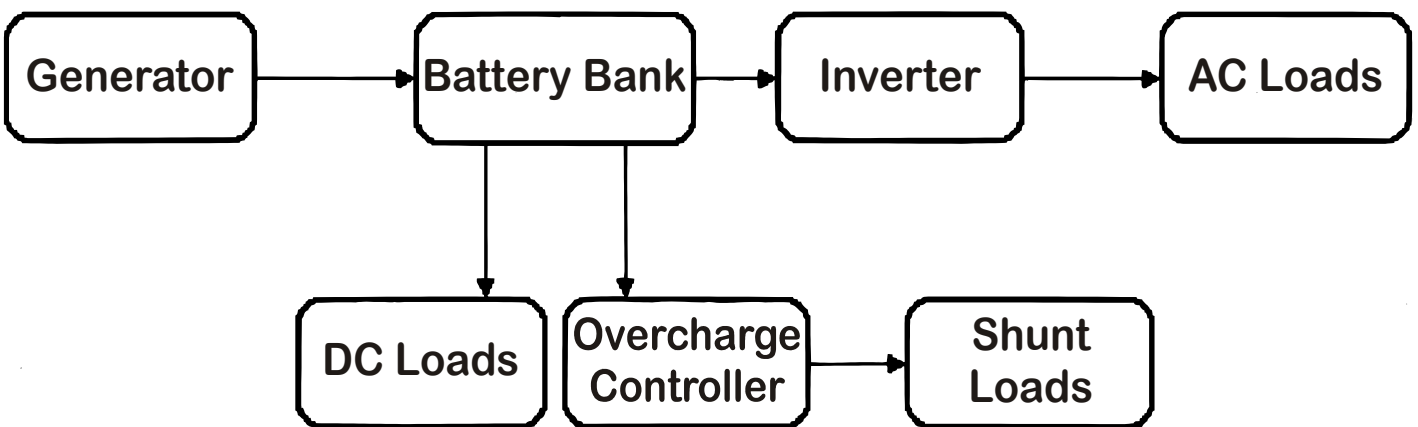 Generator
Battery Bank
Inverter
AC Loads
DC Loads
Overcharge
Controller
Shunt
Loads